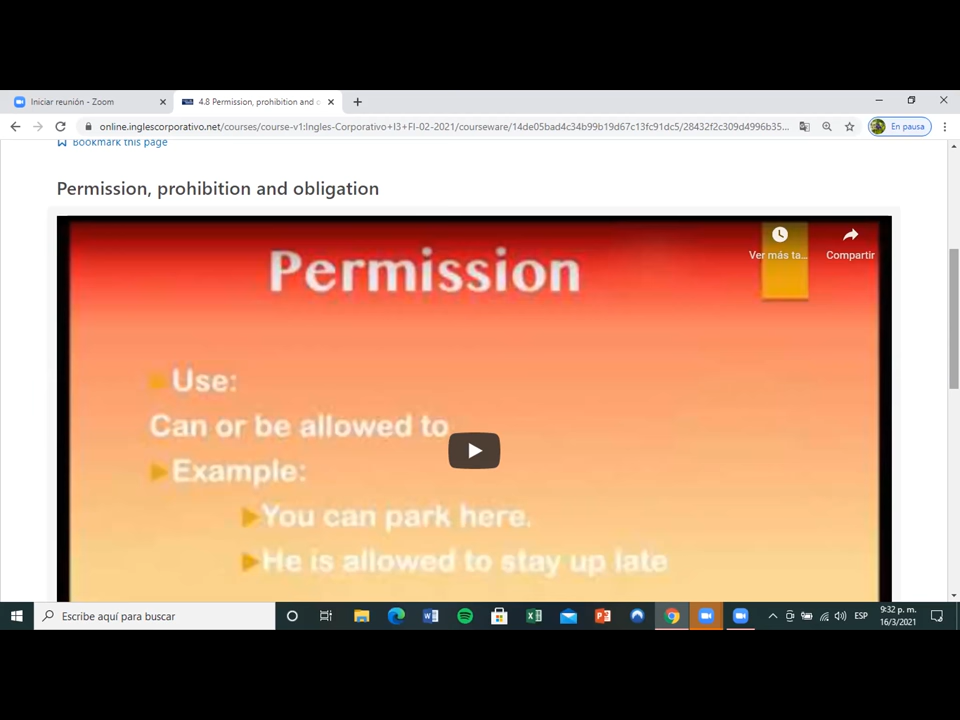 Iniciar reunión - Zoom
4.8 Permission, prohibition and o
online.inglescorporativo.net/courses/course-v1:Ingles-Corporativo+I3+FI-02-2021/courseware/14de05bad4c34b99b19d67c13fc91dc5/28432f2c309d4996b35...
En pausa
Bookmark this page
Permission, prohibition and obligation
Permission
Ver más ta...
Compartir
Use:
Can or be allowed to
Example:
You can park here.
He is allowed to stay up late
Escribe aquí para buscar
ESP
9:32 p. m.
16/3/2021